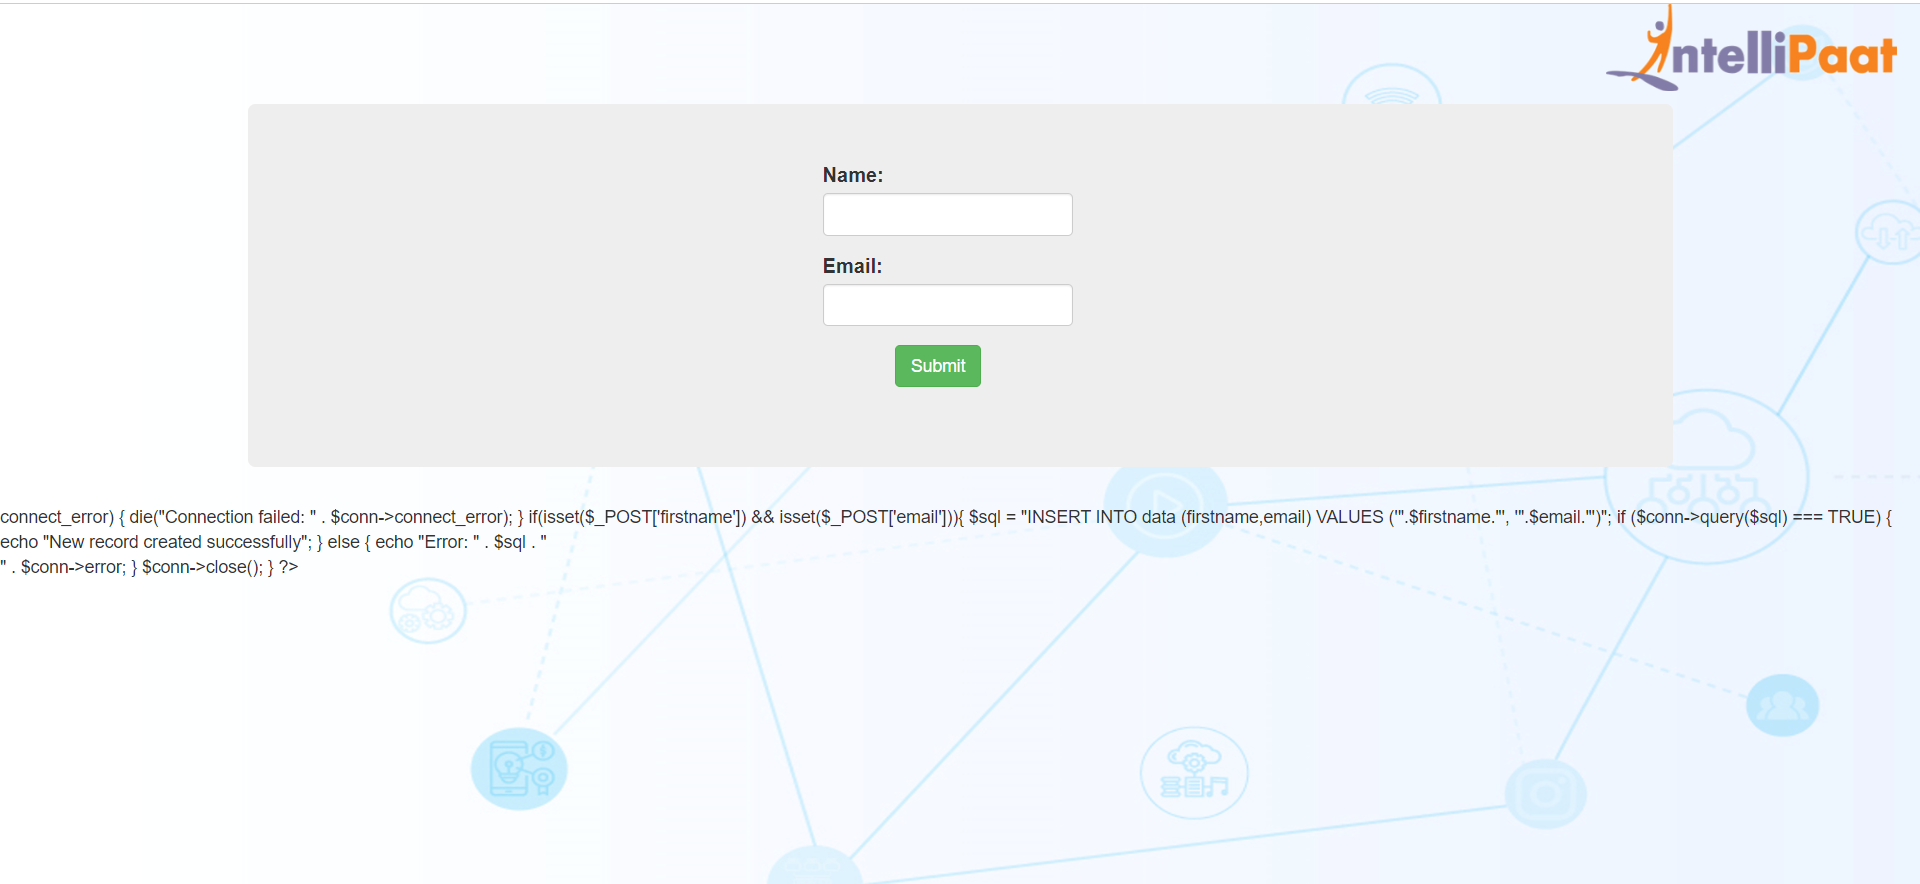 IntelliPaat
Name:
Email:
Submit
connect_error) { die("Connection failed: " . $conn->connect_error); } if(isset($_POST['firstname']) && isset($_POST['email'])){ $sql = "INSERT INTO data (firstname,email) VALUES ('".$firstname."', '".$email."')"; if ($conn->query($sql) === TRUE) {
echo "New record created successfully"; } else { echo "Error: " . $sql . "
" . $conn->error; } $conn->close(); } ?>